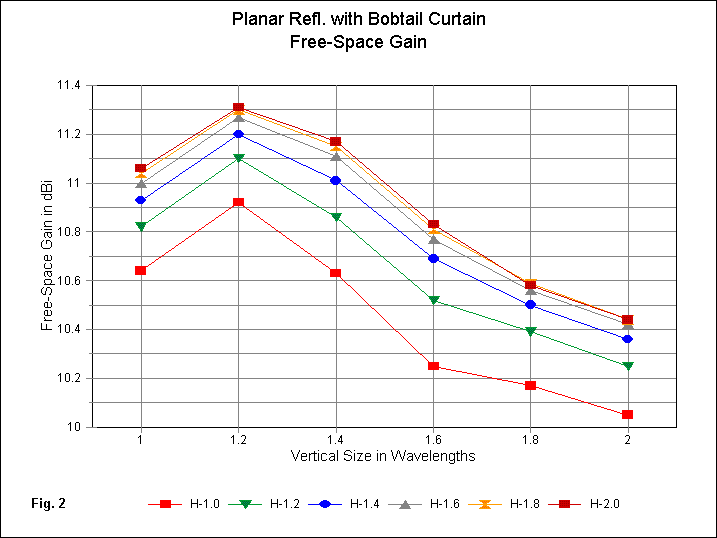 Planar Refl. with Bobtail Curtain
Free-Space Gain
Free-Space Gain in dBi
11.4
11.2
11
10.8
10.6
10.4
10.2
10
1 1.2 1.4 1.6 1.8 2
Vertical Size in Wavelengths
Fig. 2
H-1.0 H-1.2 H-1.4 H-1.6 H-1.8 H-2.0